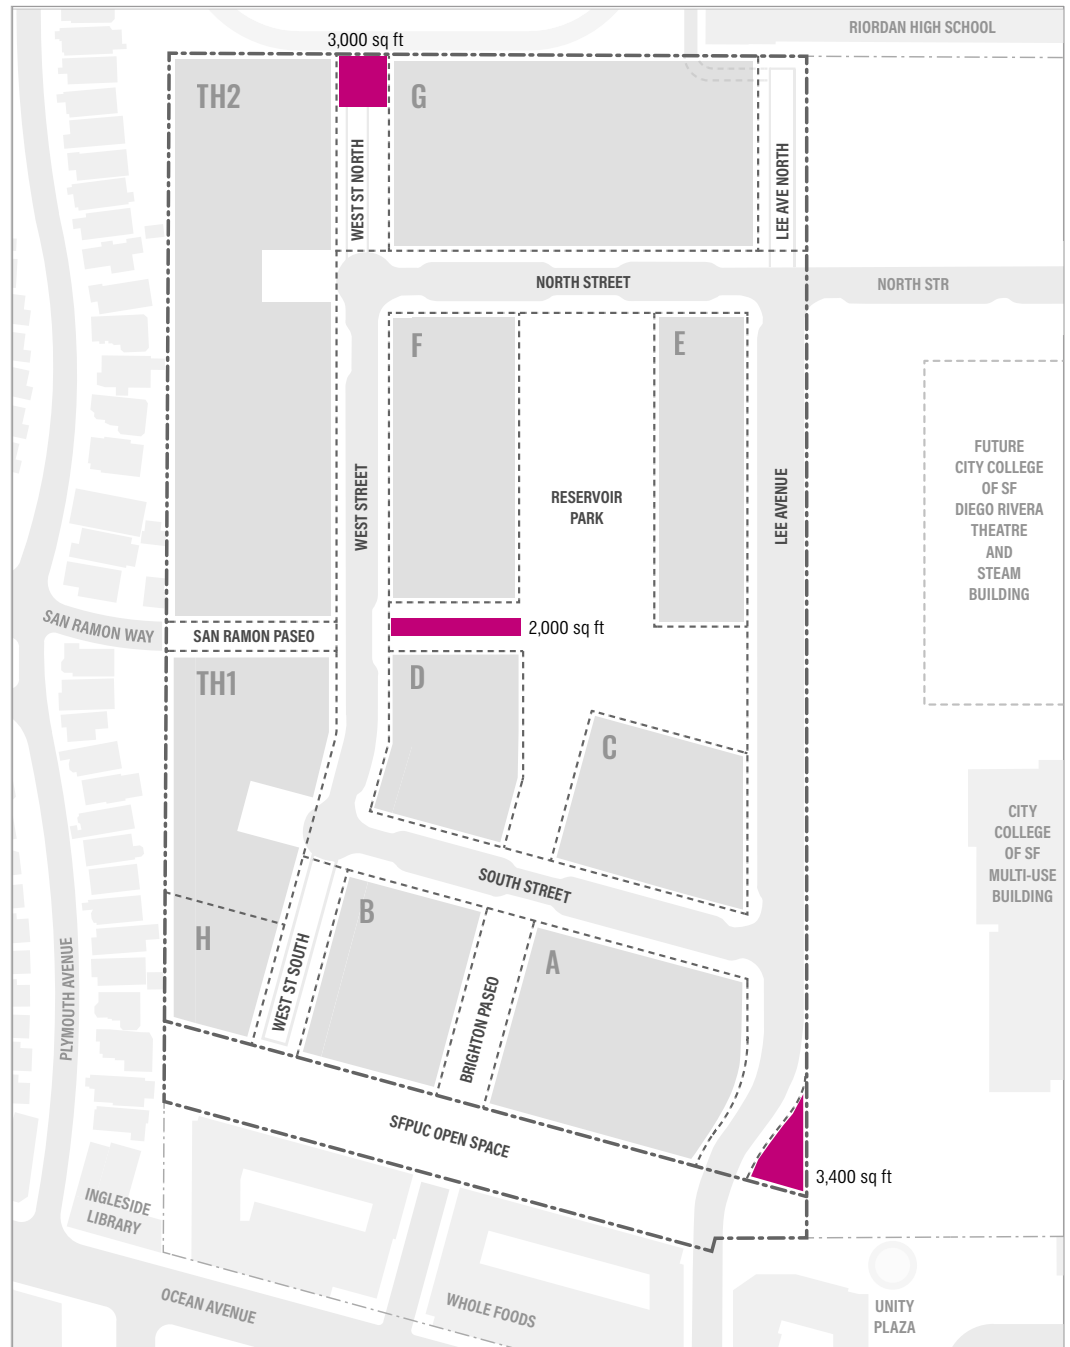 RIORDAN HIGH SCHOOL
3,000 sq ft
TH2
G
WEST ST NORTH
LEE AVE NORTH
NORTH STREET
NORTH STR
F
E
WEST STREET
RESERVOIR
PARK
LEE AVENUE
FUTURE
CITY COLLEGE
OF SF
DIEGO RIVERA
THEATRE
AND
STEAM
BUILDING
SAN RAMON WAY
SAN RAMON PASEO
2,000 sq ft
TH1
D
C
CITY
COLLEGE
OF SF
MULTI-USE
BUILDING
SOUTH STREET
H
B
A
WEST ST SOUTH
BRIGHTON PASEO
PLYMOUTH AVENUE
SFPUC OPEN SPACE
3,400 sq ft
INGLESIDE
LIBRARY
OCEAN AVENUE
WHOLE FOODS
UNITY
PLAZA